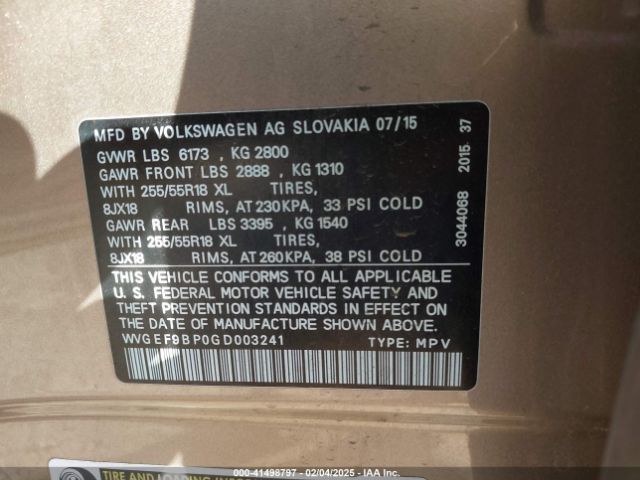 MFD BY VOLKSWAGEN AG SLOVAKIA 07/15
GVWR LBS 6173 , KG 2800
GAWR FRONT LBS 2888 , KG 1310
WITH 255/55R18 XL TIRES,
8JX18 RIMS, AT 230KPA, 33 PSI COLD
GAWR REAR LBS 3395 , KG 1540
WITH 255/55R18 XL TIRES,
8JX18 RIMS, AT 260KPA, 38 PSI COLD
THIS VEHICLE CONFORMS TO ALL APPLICABLE
U. S. FEDERAL MOTOR VEHICLE SAFETY AND
THEFT PREVENTION STANDARDS IN EFFECT ON
DATE OF MANUFACTURE SHOWN ABOVE.
WVGEF9BP0GD003241 TYPE: MPV
3044068 2015 37
TIRE AND LOADING
41498797 - 02/04/2025 - IAA Inc.